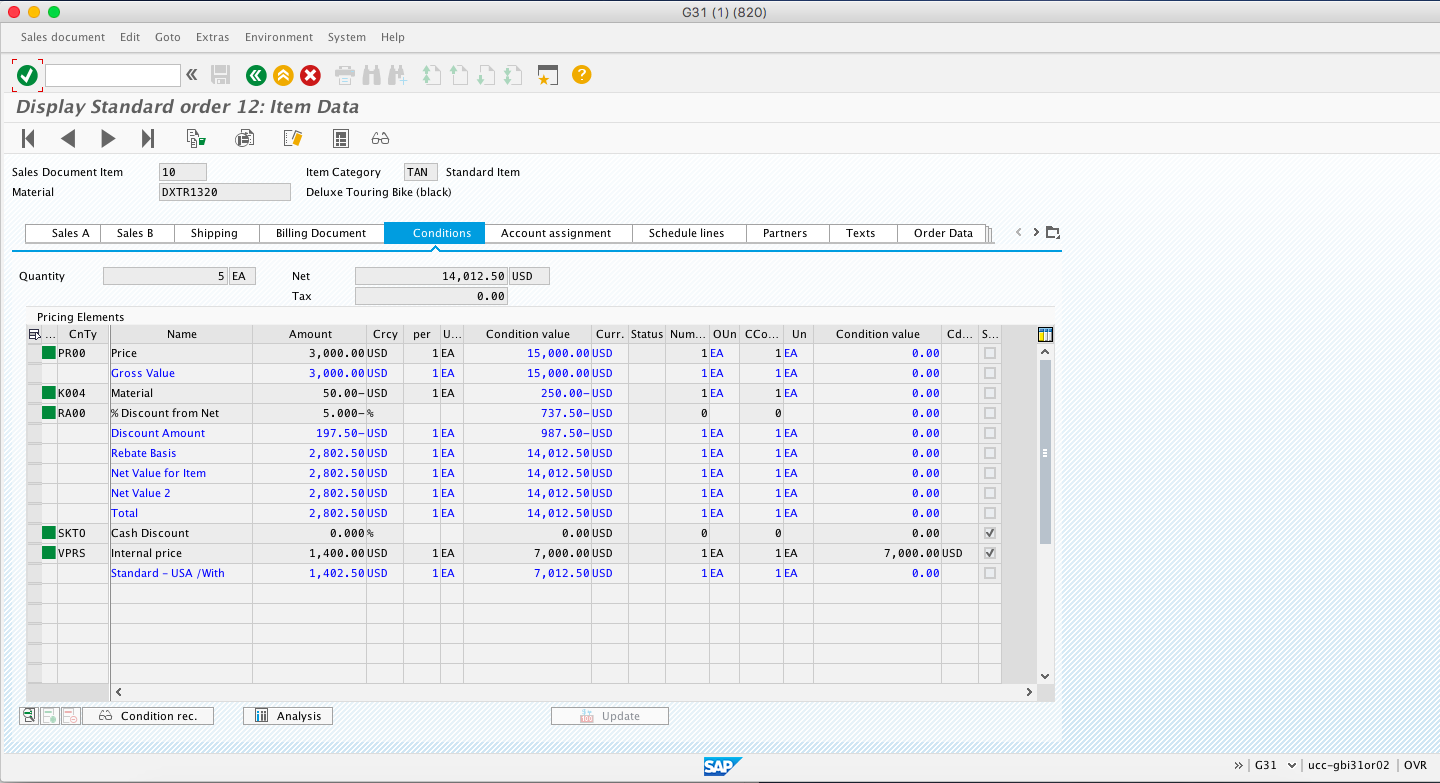 G31 (1) (820)
Sales document Edit Goto Extras Environment System Help
Display Standard order 12: Item Data
Sales Document Item 10 Item Category TAN Standard Item
Material DXTR1320 Deluxe Touring Bike (black)
Sales A Sales B Shipping Billing Document Conditions Account assignment Schedule lines Partners Texts Order Data
Quantity 5 EA Net 14,012.50 USD
Tax 0.00
Pricing Elements
... CnTy Name Amount Crcy per U... Condition value Curr. Status Num... OUn CCo... Un Condition value Cd... S...
PR00 Price 3,000.00 USD 1 EA 15,000.00 USD 1 EA 1 EA 0.00
Gross Value 3,000.00 USD 1 EA 15,000.00 USD 1 EA 1 EA 0.00
K004 Material 50.00- USD 1 EA 250.00- USD 1 EA 1 EA 0.00
RA00 % Discount from Net 5.000- % 737.50- USD 0 0 0.00
Discount Amount 197.50- USD 1 EA 987.50- USD 1 EA 1 EA 0.00
Rebate Basis 2,802.50 USD 1 EA 14,012.50 USD 1 EA 1 EA 0.00
Net Value for Item 2,802.50 USD 1 EA 14,012.50 USD 1 EA 1 EA 0.00
Net Value 2 2,802.50 USD 1 EA 14,012.50 USD 1 EA 1 EA 0.00
Total 2,802.50 USD 1 EA 14,012.50 USD 1 EA 1 EA 0.00
SKTO Cash Discount 0.000 % 0.00 USD 0 0 0.00
VPRS Internal price 1,400.00 USD 1 EA 7,000.00 USD 1 EA 1 EA 7,000.00 USD
Standard - USA /With 1,402.50 USD 1 EA 7,012.50 USD 1 EA 1 EA 0.00
Condition rec. Analysis Update
SAP G31 ucc-gbi31or02 OVR